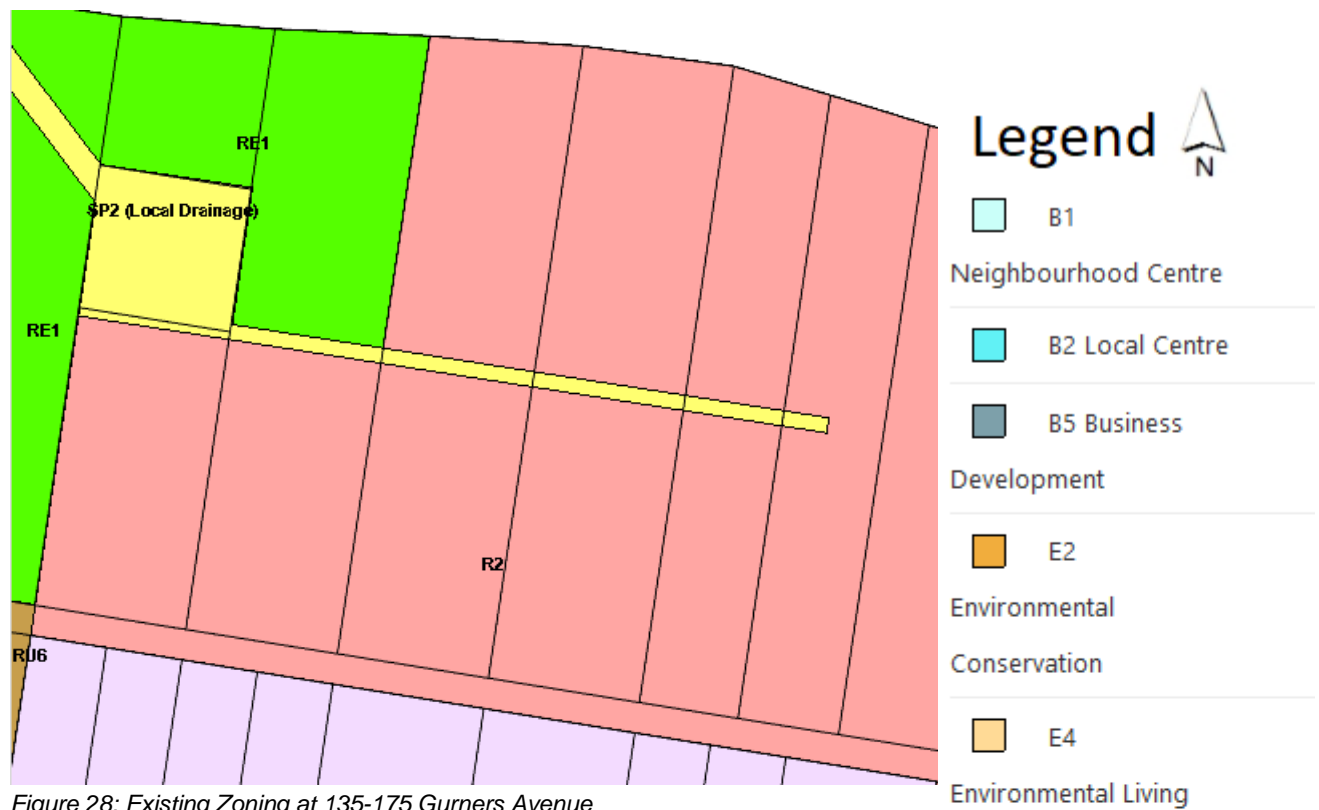 RE1
SP2 (Local Drainage)
RE1
R2
RU6
Figure 28: Existing Zoning at 135-175 Gurners Avenue
Legend
N
B1
Neighbourhood Centre
B2 Local Centre
B5 Business
Development
E2
Environmental
Conservation
E4
Environmental Living